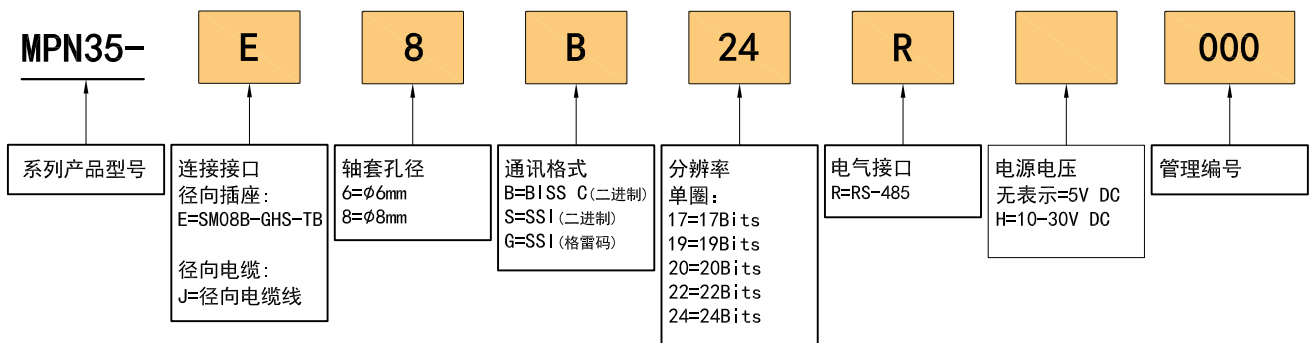 MPN35- E 8 B 24 R 000
系列产品型号
连接接口
径向插座:
E=SM08B-GHS-TB
径向电缆:
J=径向电缆线
轴套孔径
6=φ6mm
8=φ8mm
通讯格式
B=BISS C(二进制)
S=SSI(二进制)
G=SSI(格雷码)
分辨率
单圈:
17=17Bits
19=19Bits
20=20Bits
22=22Bits
24=24Bits
电气接口
R=RS-485
电源电压
无表示=5V DC
H=10-30V DC
管理编号